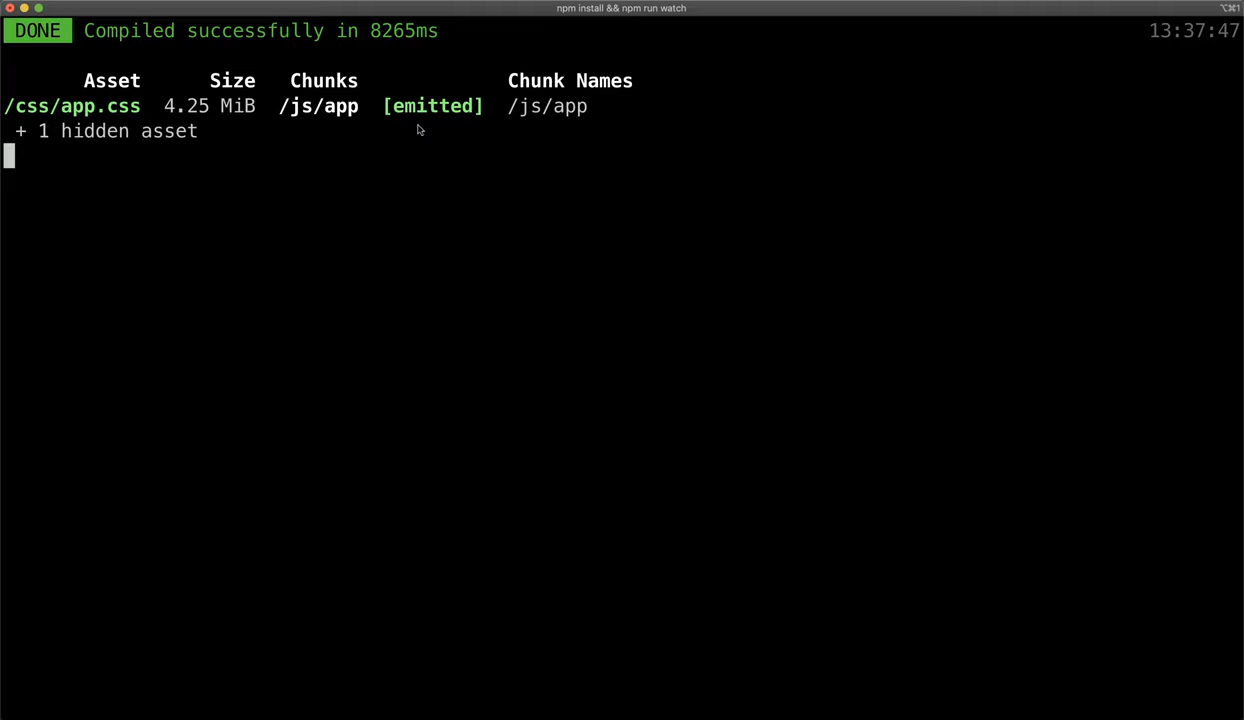 npm install && npm run watch
⌥⌘1
DONE Compiled successfully in 8265ms 13:37:47
Asset Size Chunks Chunk Names
/css/app.css 4.25 MiB /js/app [emitted] /js/app
+ 1 hidden asset